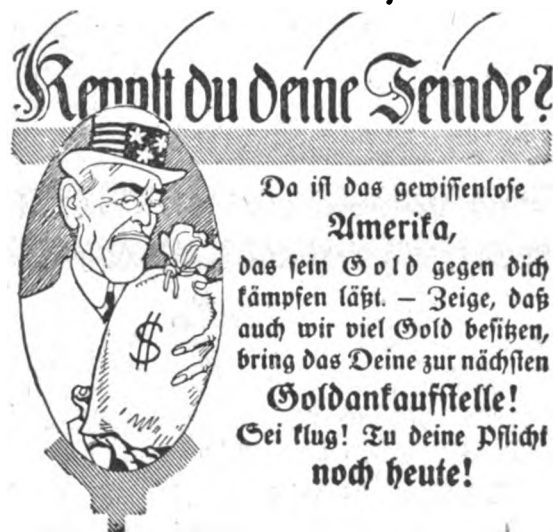 Kennst du deine Feinde?
Da ist das gewissenlose
Amerika,
das sein Gold gegen dich
kämpfen läßt. — Zeige, daß
auch wir viel Gold besitzen,
bring das Deine zur nächsten
Goldankaufstelle!
Sei klug! Tu deine Pflicht
noch heute!
$